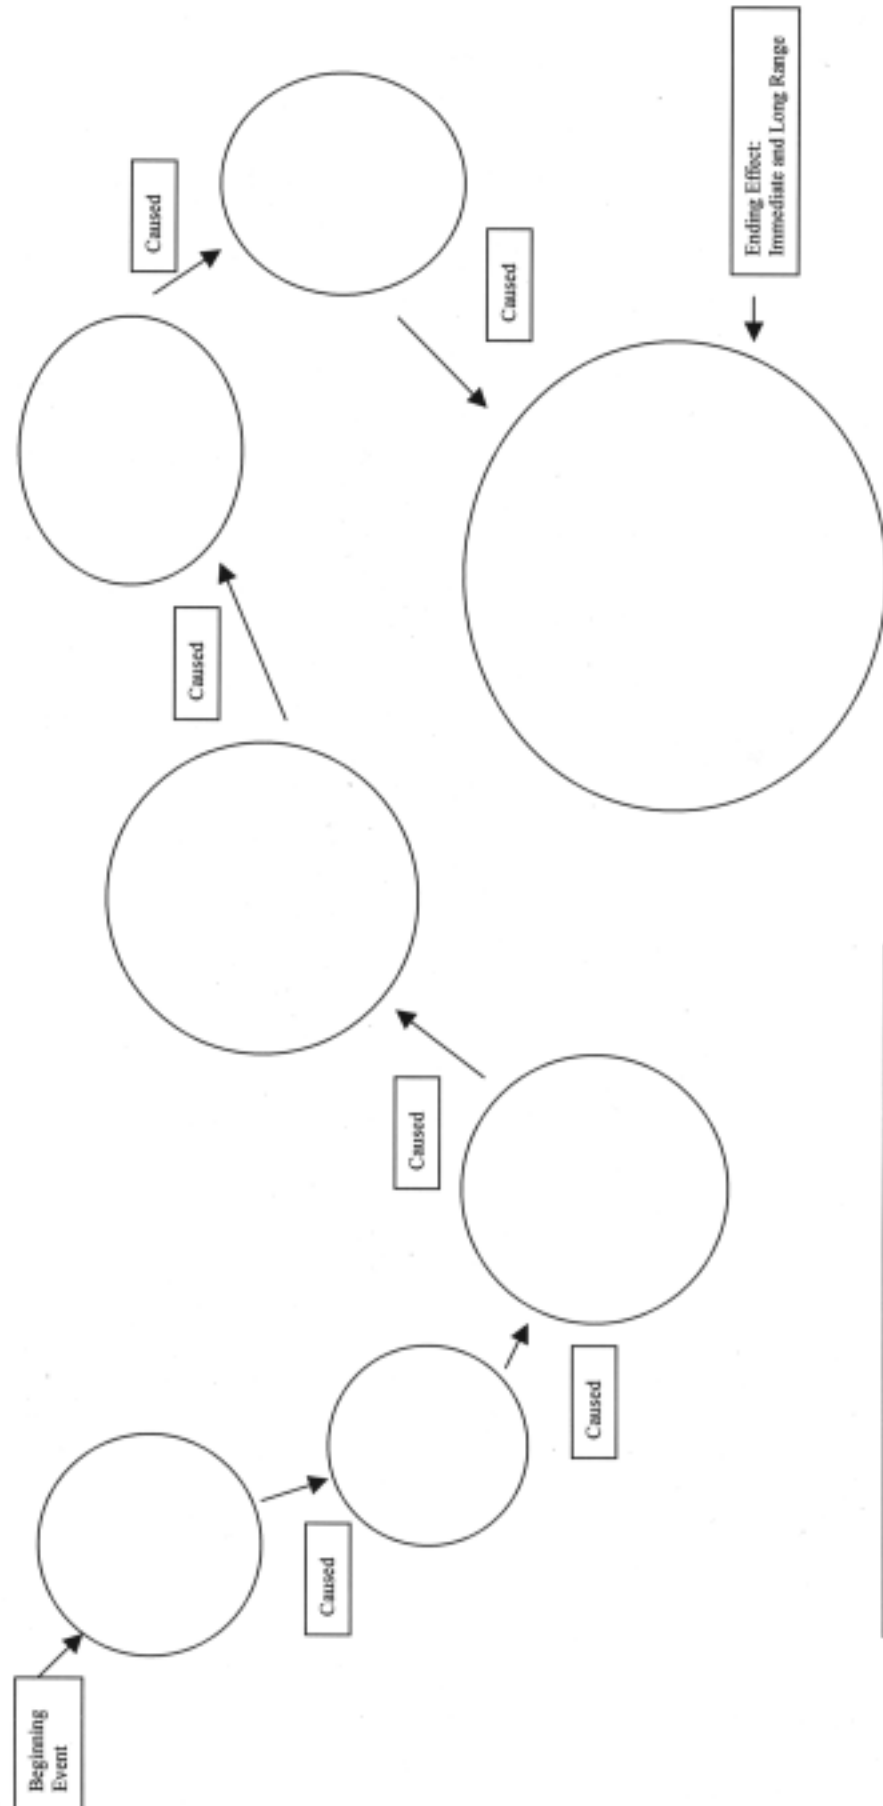 Beginning
Event
Caused
Caused
Caused
Caused
Caused
Caused
Ending Effect:
Immediate and Long Range